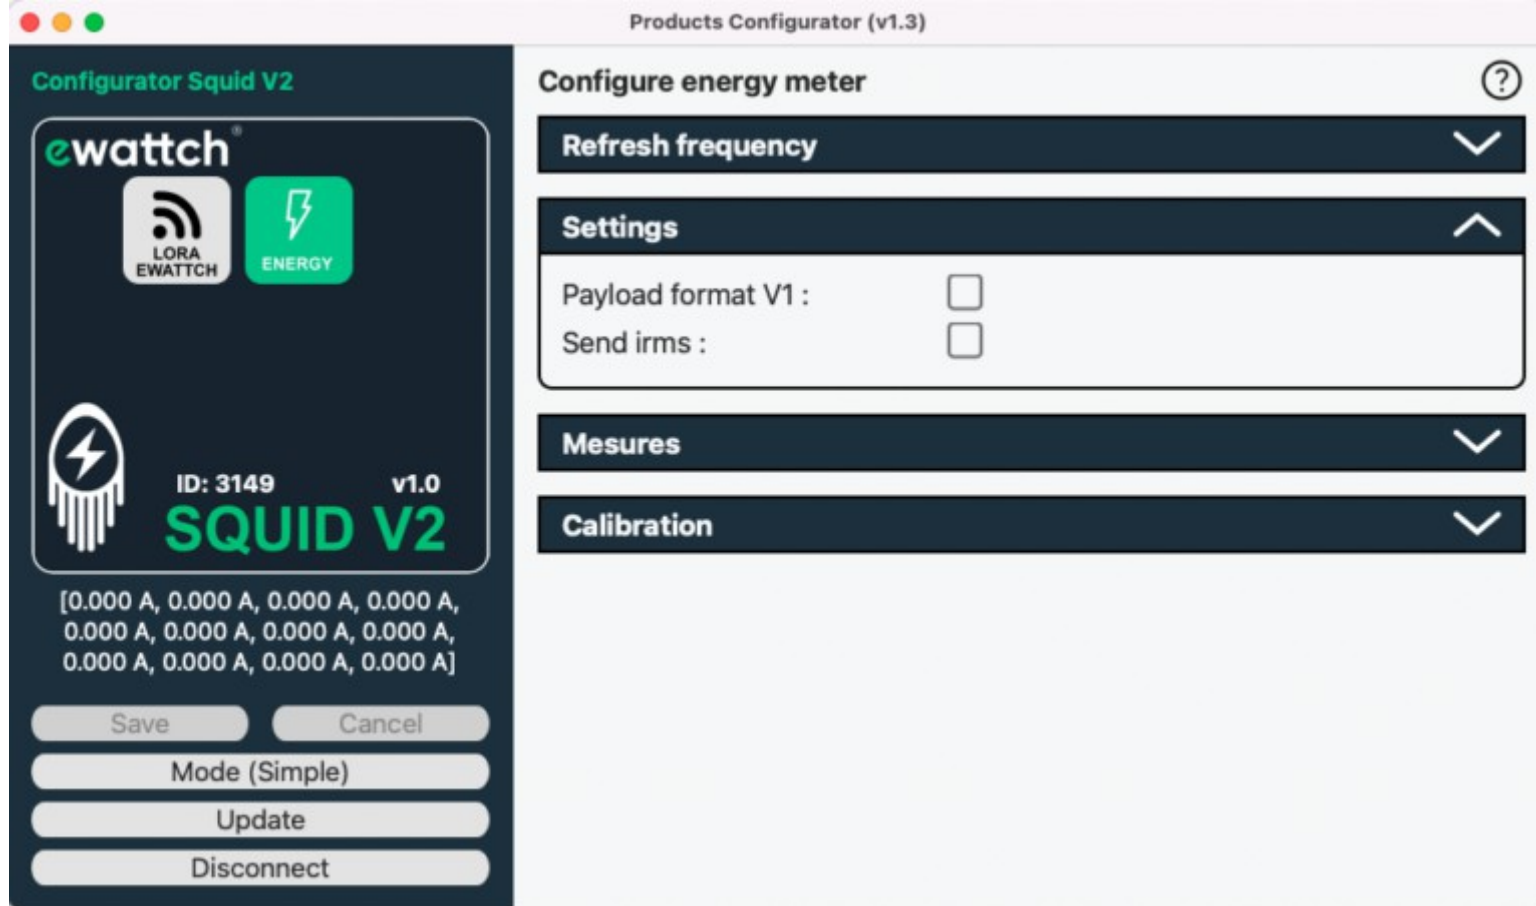 Products Configurator (v1.3)
Configurator Squid V2
ewattch®
LORA
EWATTCH
ENERGY
ID: 3149 v1.0
SQUID V2
[0.000 A, 0.000 A, 0.000 A, 0.000 A,
0.000 A, 0.000 A, 0.000 A, 0.000 A,
0.000 A, 0.000 A, 0.000 A, 0.000 A]
Save
Cancel
Mode (Simple)
Update
Disconnect
Configure energy meter
?
Refresh frequency
Settings
Payload format V1 :
Send irms :
Mesures
Calibration